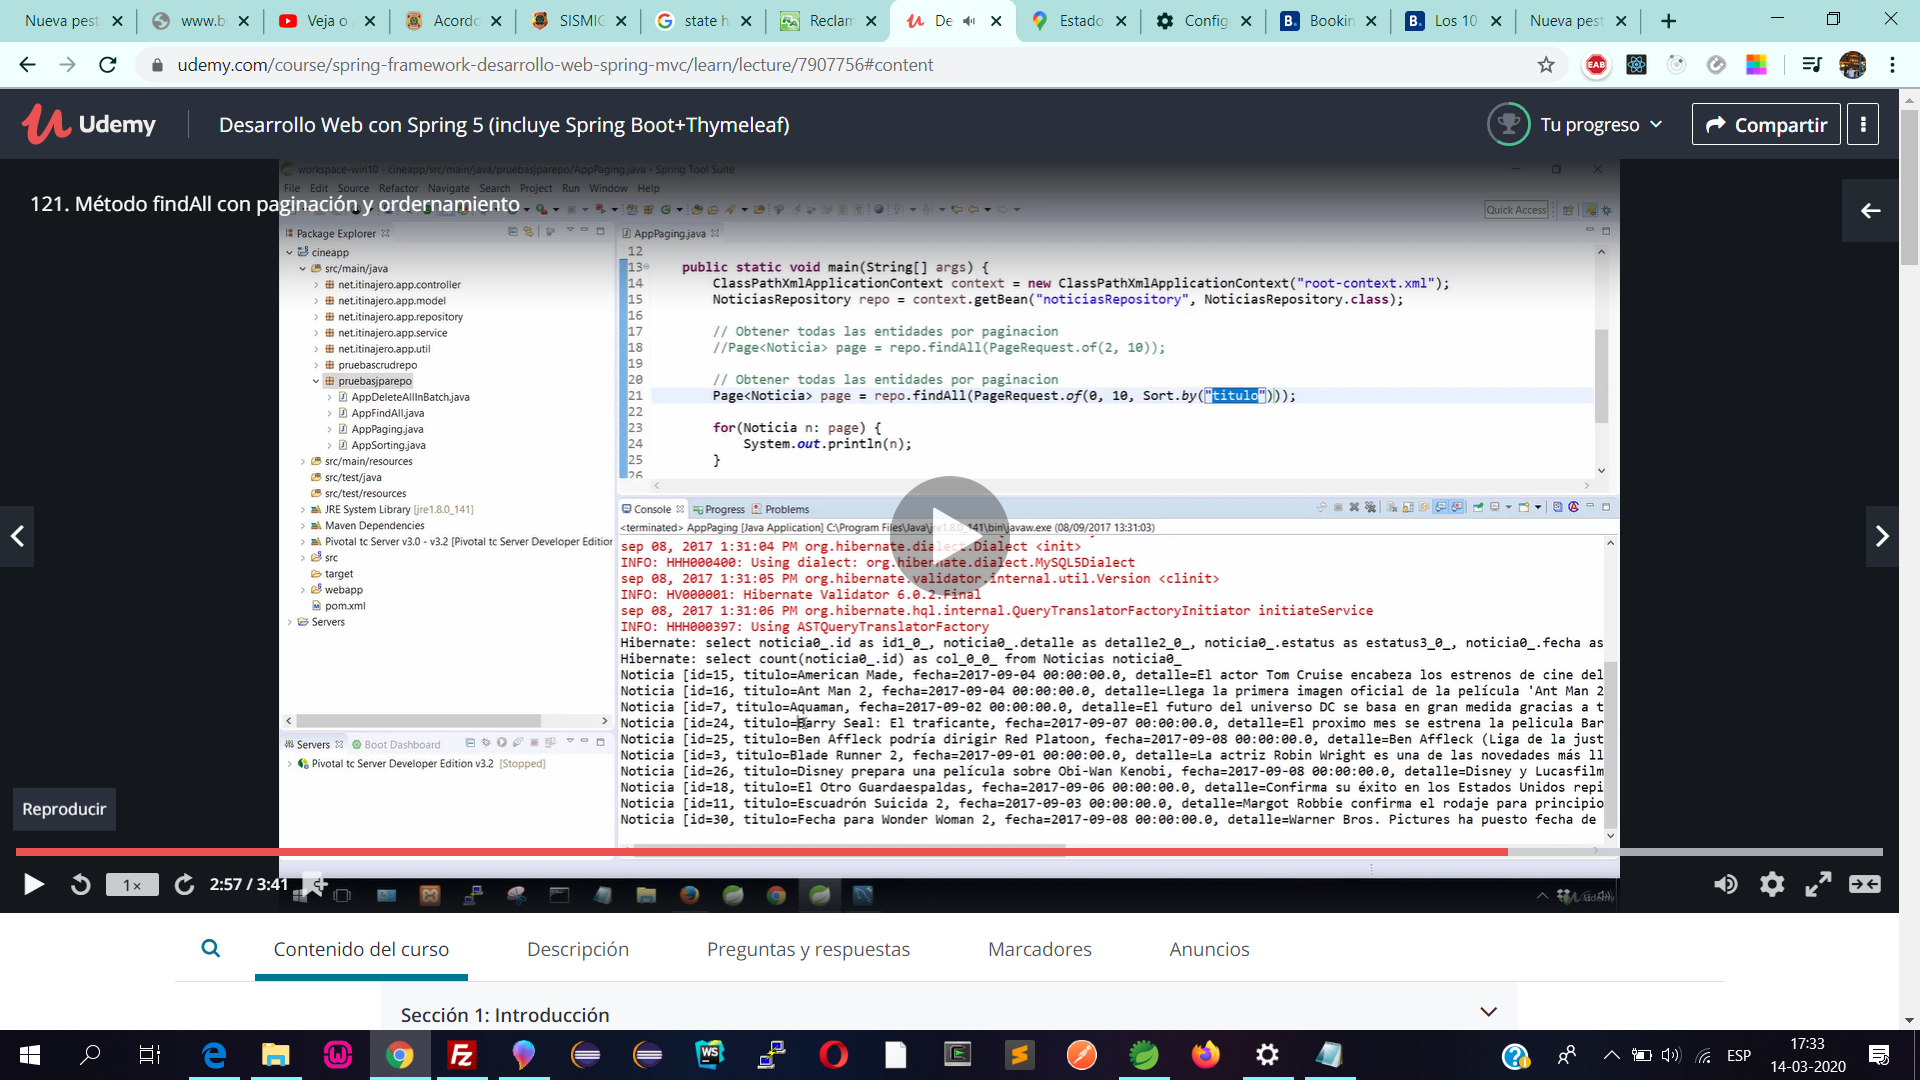 Nueva pest
www.b
Veja o
Acordo
SISMIG
state h
Reclam
De
Estado
Config
Bookin
Los 10
Nueva pest
udemy.com/course/spring-framework-desarrollo-web-spring-mvc/learn/lecture/7907756#content
EAB
Udemy
Desarrollo Web con Spring 5 (incluye Spring Boot+Thymeleaf)
Tu progreso
Compartir
workspace-win10 - cineapp/src/main/java/pruebasjparepo/AppPaging.java - Spring Tool Suite
File Edit Source Refactor Navigate Search Project Run Window Help
121. Método findAll con paginación y ordernamiento
Quick Access
Package Explorer
cineapp
src/main/java
net.itinajero.app.controller
net.itinajero.app.model
net.itinajero.app.repository
net.itinajero.app.service
net.itinajero.app.util
pruebascrudrepo
pruebasjparepo
AppDeleteAllInBatch.java
AppFindAll.java
AppPaging.java
AppSorting.java
src/main/resources
src/test/java
src/test/resources
JRE System Library [jre1.8.0_141]
Maven Dependencies
Pivotal tc Server v3.0 - v3.2 [Pivotal tc Server Developer Edition
src
target
webapp
pom.xml
Servers
AppPaging.java
12
13 public static void main(String[] args) {
14 ClassPathXmlApplicationContext context = new ClassPathXmlApplicationContext("root-context.xml");
15 NoticiasRepository repo = context.getBean("noticiasRepository", NoticiasRepository.class);
16
17 // Obtener todas las entidades por paginacion
18 //Page<Noticia> page = repo.findAll(PageRequest.of(2, 10));
19
20 // Obtener todas las entidades por paginacion
21 Page<Noticia> page = repo.findAll(PageRequest.of(0, 10, Sort.by("titulo")));
22
23 for(Noticia n: page) {
24 System.out.println(n);
25 }
26
Console Progress Problems
<terminated> AppPaging [Java Application] C:\Program Files\Java\jre1.8.0_141\bin\javaw.exe (08/09/2017 13:31:03)
sep 08, 2017 1:31:04 PM org.hibernate.dialect.Dialect <init>
INFO: HHH000400: Using dialect: org.hibernate.dialect.MySQL5Dialect
sep 08, 2017 1:31:05 PM org.hibernate.validator.internal.util.Version <clinit>
INFO: HV000001: Hibernate Validator 6.0.2.Final
sep 08, 2017 1:31:06 PM org.hibernate.hql.internal.QueryTranslatorFactoryInitiator initiateService
INFO: HHH000397: Using ASTQueryTranslatorFactory
Hibernate: select noticia0_.id as id1_0_, noticia0_.detalle as detalle2_0_, noticia0_.estatus as estatus3_0_, noticia0_.fecha as
Hibernate: select count(noticia0_.id) as col_0_0_ from Noticias noticia0_
Noticia [id=15, titulo=American Made, fecha=2017-09-04 00:00:00.0, detalle=El actor Tom Cruise encabeza los estrenos de cine del
Noticia [id=16, titulo=Ant Man 2, fecha=2017-09-04 00:00:00.0, detalle=Llega la primera imagen oficial de la película 'Ant Man 2
Noticia [id=7, titulo=Aquaman, fecha=2017-09-02 00:00:00.0, detalle=El futuro del universo DC se basa en gran medida gracias a t
Noticia [id=24, titulo=Barry Seal: El traficante, fecha=2017-09-07 00:00:00.0, detalle=El proximo mes se estrena la pelicula Bar
Noticia [id=25, titulo=Ben Affleck podría dirigir Red Platoon, fecha=2017-09-08 00:00:00.0, detalle=Ben Affleck (Liga de la just
Noticia [id=3, titulo=Blade Runner 2, fecha=2017-09-01 00:00:00.0, detalle=La actriz Robin Wright es una de las novedades más ll
Noticia [id=26, titulo=Disney prepara una película sobre Obi-Wan Kenobi, fecha=2017-09-08 00:00:00.0, detalle=Disney y Lucasfilm
Noticia [id=18, titulo=El Otro Guardaespaldas, fecha=2017-09-06 00:00:00.0, detalle=Confirma su éxito en los Estados Unidos repi
Noticia [id=11, titulo=Escuadrón Suicida 2, fecha=2017-09-03 00:00:00.0, detalle=Margot Robbie confirma el rodaje para principio
Noticia [id=30, titulo=Fecha para Wonder Woman 2, fecha=2017-09-08 00:00:00.0, detalle=Warner Bros. Pictures ha puesto fecha de
Servers Boot Dashboard
Pivotal tc Server Developer Edition v3.2 [Stopped]
Reproducir
1×
2:57 / 3:41
Udemy
Contenido del curso
Descripción
Preguntas y respuestas
Marcadores
Anuncios
Sección 1: Introducción
ESP
17:33
14-03-2020